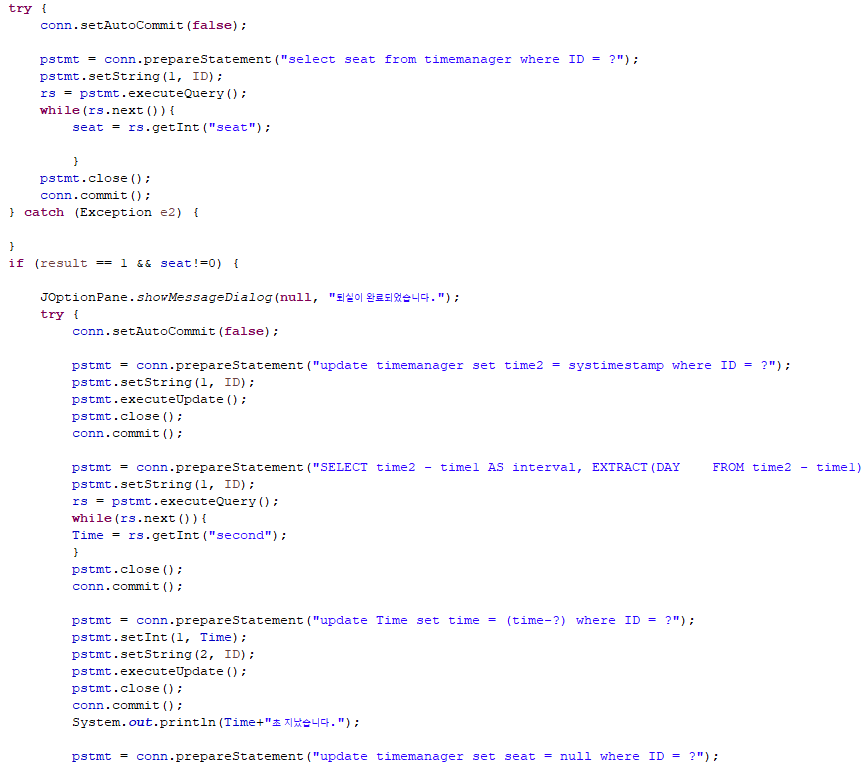 try {
    conn.setAutoCommit(false);
    pstmt = conn.prepareStatement("select seat from timemanager where ID = ?");
    pstmt.setString(1, ID);
    rs = pstmt.executeQuery();
    while(rs.next()){
        seat = rs.getInt("seat");
        }
    pstmt.close();
    conn.commit();
} catch (Exception e2) {
}
if (result == 1 && seat!=0) {
    JOptionPane.showMessageDialog(null, "퇴실이 완료되었습니다.");
    try {
        conn.setAutoCommit(false);
        pstmt = conn.prepareStatement("update timemanager set time2 = systimestamp where ID = ?");
        pstmt.setString(1, ID);
        pstmt.executeUpdate();
        pstmt.close();
        conn.commit();
        pstmt = conn.prepareStatement("SELECT time2 - time1 AS interval, EXTRACT(DAY    FROM time2 - time1)
        pstmt.setString(1, ID);
        rs = pstmt.executeQuery();
        while(rs.next()){
        Time = rs.getInt("second");
        }
        pstmt.close();
        conn.commit();
        pstmt = conn.prepareStatement("update Time set time = (time-?) where ID = ?");
        pstmt.setInt(1, Time);
        pstmt.setString(2, ID);
        pstmt.executeUpdate();
        pstmt.close();
        conn.commit();
        System.out.println(Time+"초 지났습니다.");
        pstmt = conn.prepareStatement("update timemanager set seat = null where ID = ?");